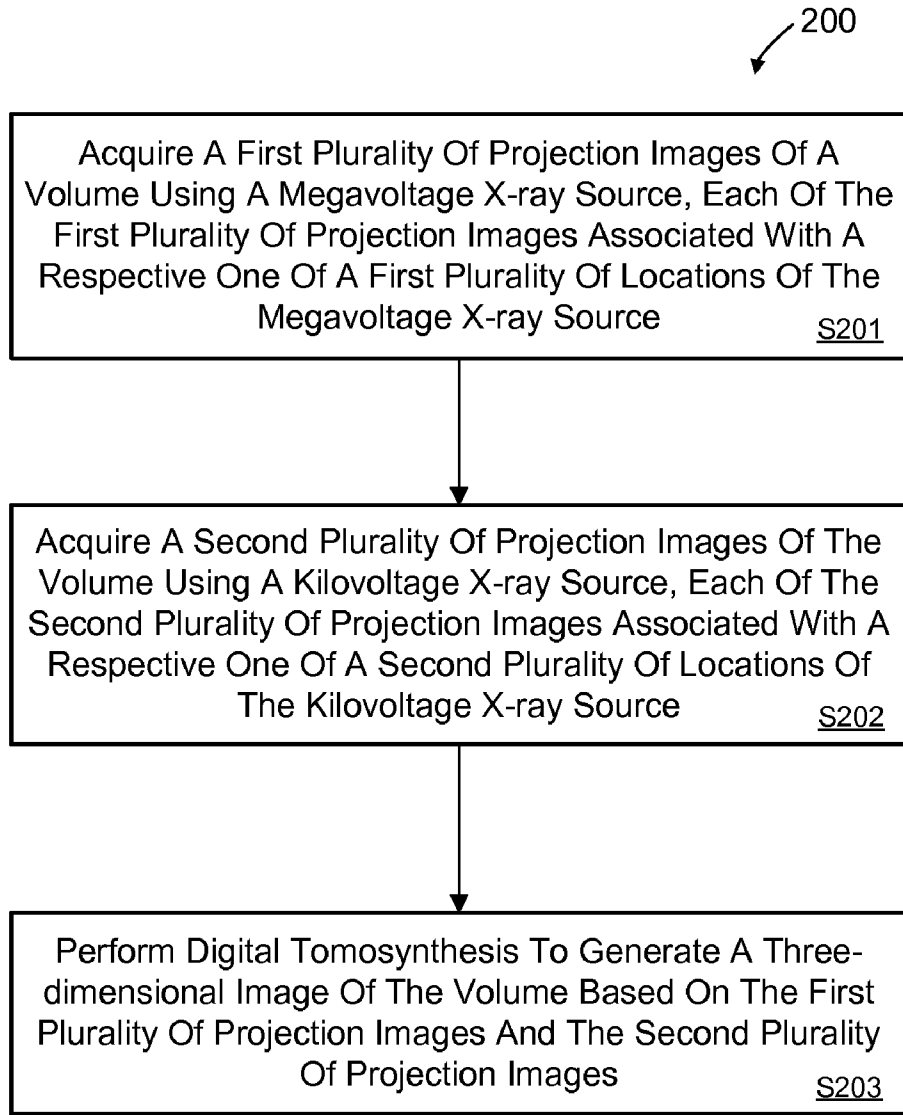 200
Acquire A First Plurality Of Projection Images Of A
Volume Using A Megavoltage X-ray Source, Each Of The
First Plurality Of Projection Images Associated With A
Respective One Of A First Plurality Of Locations Of The
Megavoltage X-ray Source
S201
Acquire A Second Plurality Of Projection Images Of The
Volume Using A Kilovoltage X-ray Source, Each Of The
Second Plurality Of Projection Images Associated With A
Respective One Of A Second Plurality Of Locations Of
The Kilovoltage X-ray Source
S202
Perform Digital Tomosynthesis To Generate A Three-
dimensional Image Of The Volume Based On The First
Plurality Of Projection Images And The Second Plurality
Of Projection Images
S203